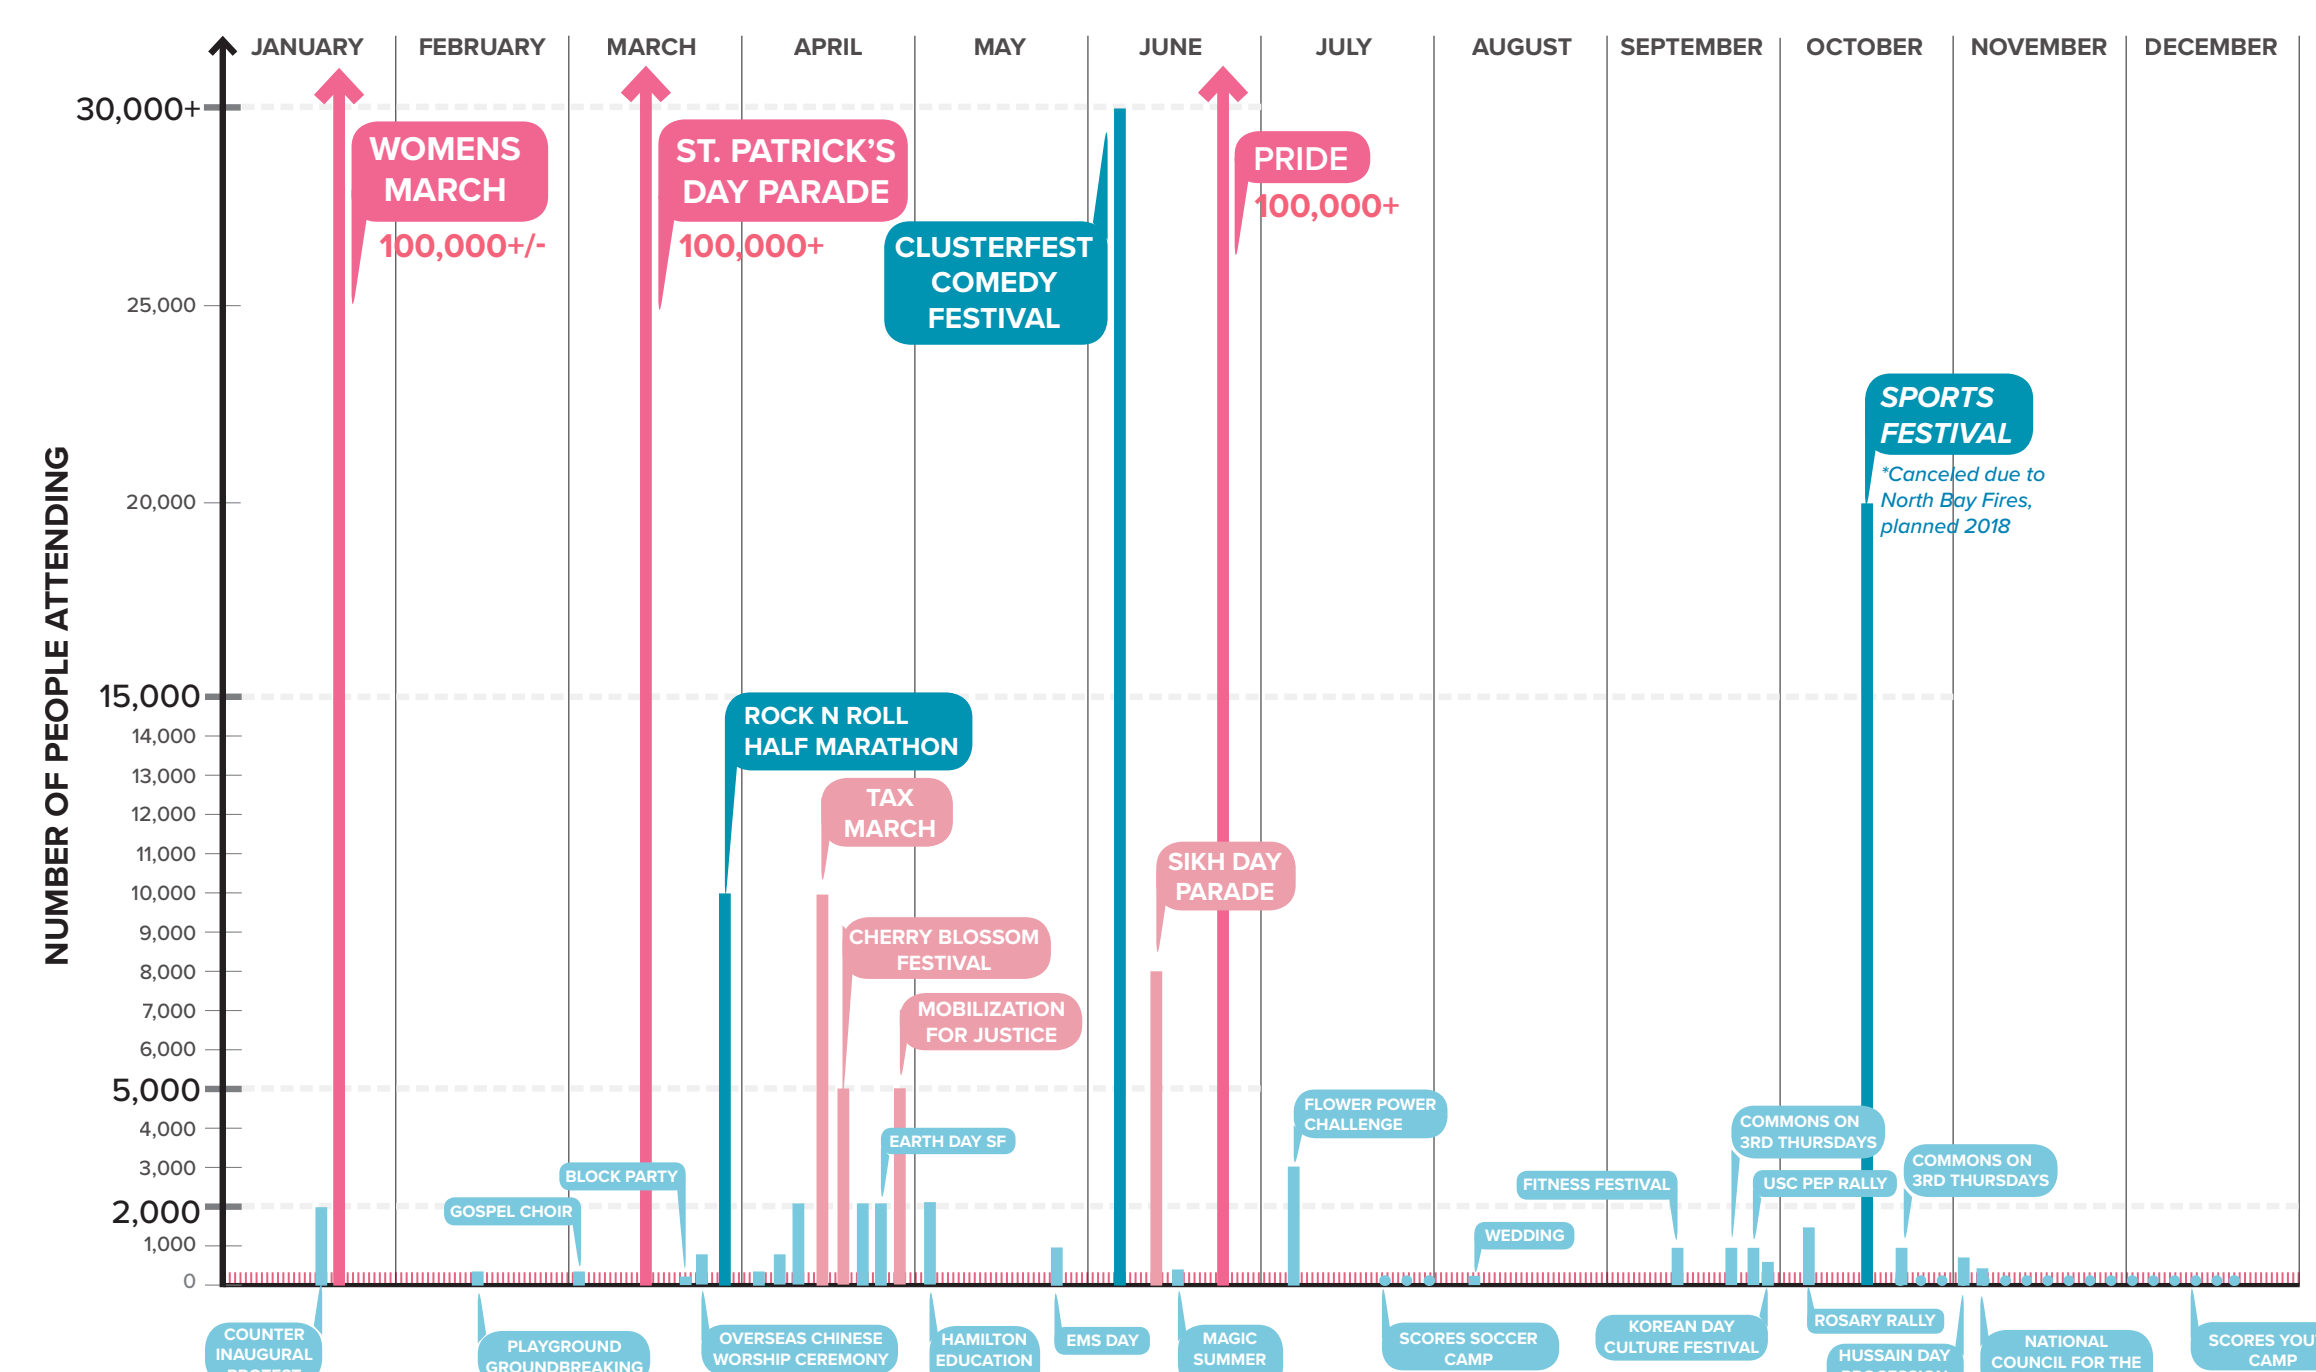 JANUARY
FEBRUARY
MARCH
APRIL
MAY
JUNE
JULY
AUGUST
SEPTEMBER
OCTOBER
NOVEMBER
DECEMBER
NUMBER OF PEOPLE ATTENDING
30,000+
25,000
20,000
15,000
14,000
13,000
12,000
11,000
10,000
9,000
8,000
7,000
6,000
5,000
4,000
3,000
2,000
1,000
0
WOMENS
MARCH
100,000+/-
ST. PATRICK'S
DAY PARADE
100,000+
CLUSTERFEST
COMEDY
FESTIVAL
PRIDE
100,000+
SPORTS
FESTIVAL
*Canceled due to
North Bay Fires,
planned 2018
ROCK N ROLL
HALF MARATHON
TAX
MARCH
SIKH DAY
PARADE
CHERRY BLOSSOM
FESTIVAL
MOBILIZATION
FOR JUSTICE
EARTH DAY SF
BLOCK PARTY
GOSPEL CHOIR
FLOWER POWER
CHALLENGE
COMMONS ON
3RD THURSDAYS
USC PEP RALLY
COMMONS ON
3RD THURSDAYS
FITNESS FESTIVAL
WEDDING
COUNTER
INAUGURAL
PROTEST
PLAYGROUND
GROUNDBREAKING
OVERSEAS CHINESE
WORSHIP CEREMONY
HAMILTON
EDUCATION
EMS DAY
MAGIC
SUMMER
SCORES SOCCER
CAMP
KOREAN DAY
CULTURE FESTIVAL
ROSARY RALLY
HUSSAIN DAY
PROCESSION
NATIONAL
COUNCIL FOR THE
SCORES YOU
CAMP